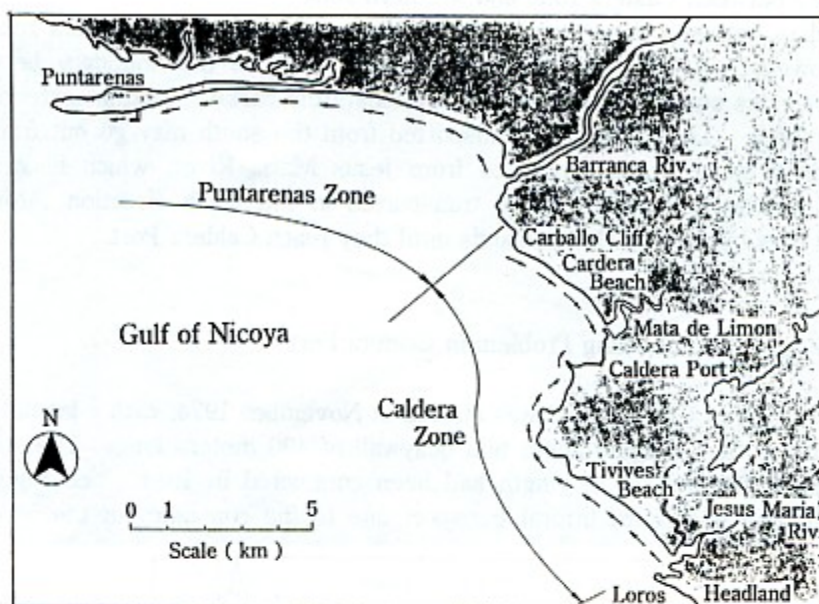 Puntarenas
Barranca Riv.
Puntarenas Zone
Carballo Cliff
Cardera
Beach
Gulf of Nicoya
Mata de Limon
Caldera Port
Caldera
Zone
N
Tivives
Beach
0 1 5
Jesus Maria
Riv.
Scale ( km )
Loros
Headland